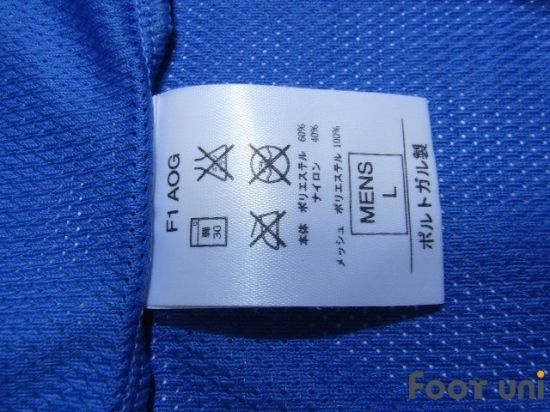 F1 AOG
弱
30
本体 ポリエステル 60%
ナイロン 40%
メッシュ ポリエステル 100%
MENS
L
ポルトガル製
FOOT UNi